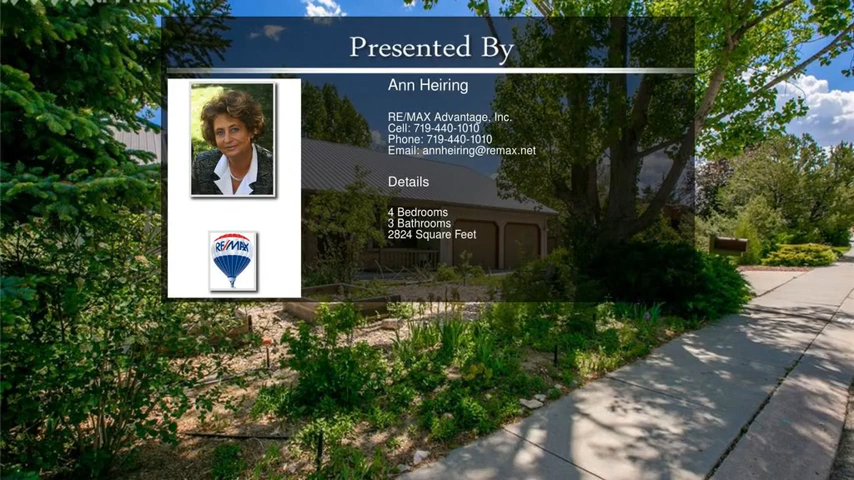 Presented By
Ann Heiring
RE/MAX Advantage, Inc.
Cell: 719-440-1010
Phone: 719-440-1010
Email: annheiring@remax.net
Details
4 Bedrooms
3 Bathrooms
2824 Square Feet
RE/MAX